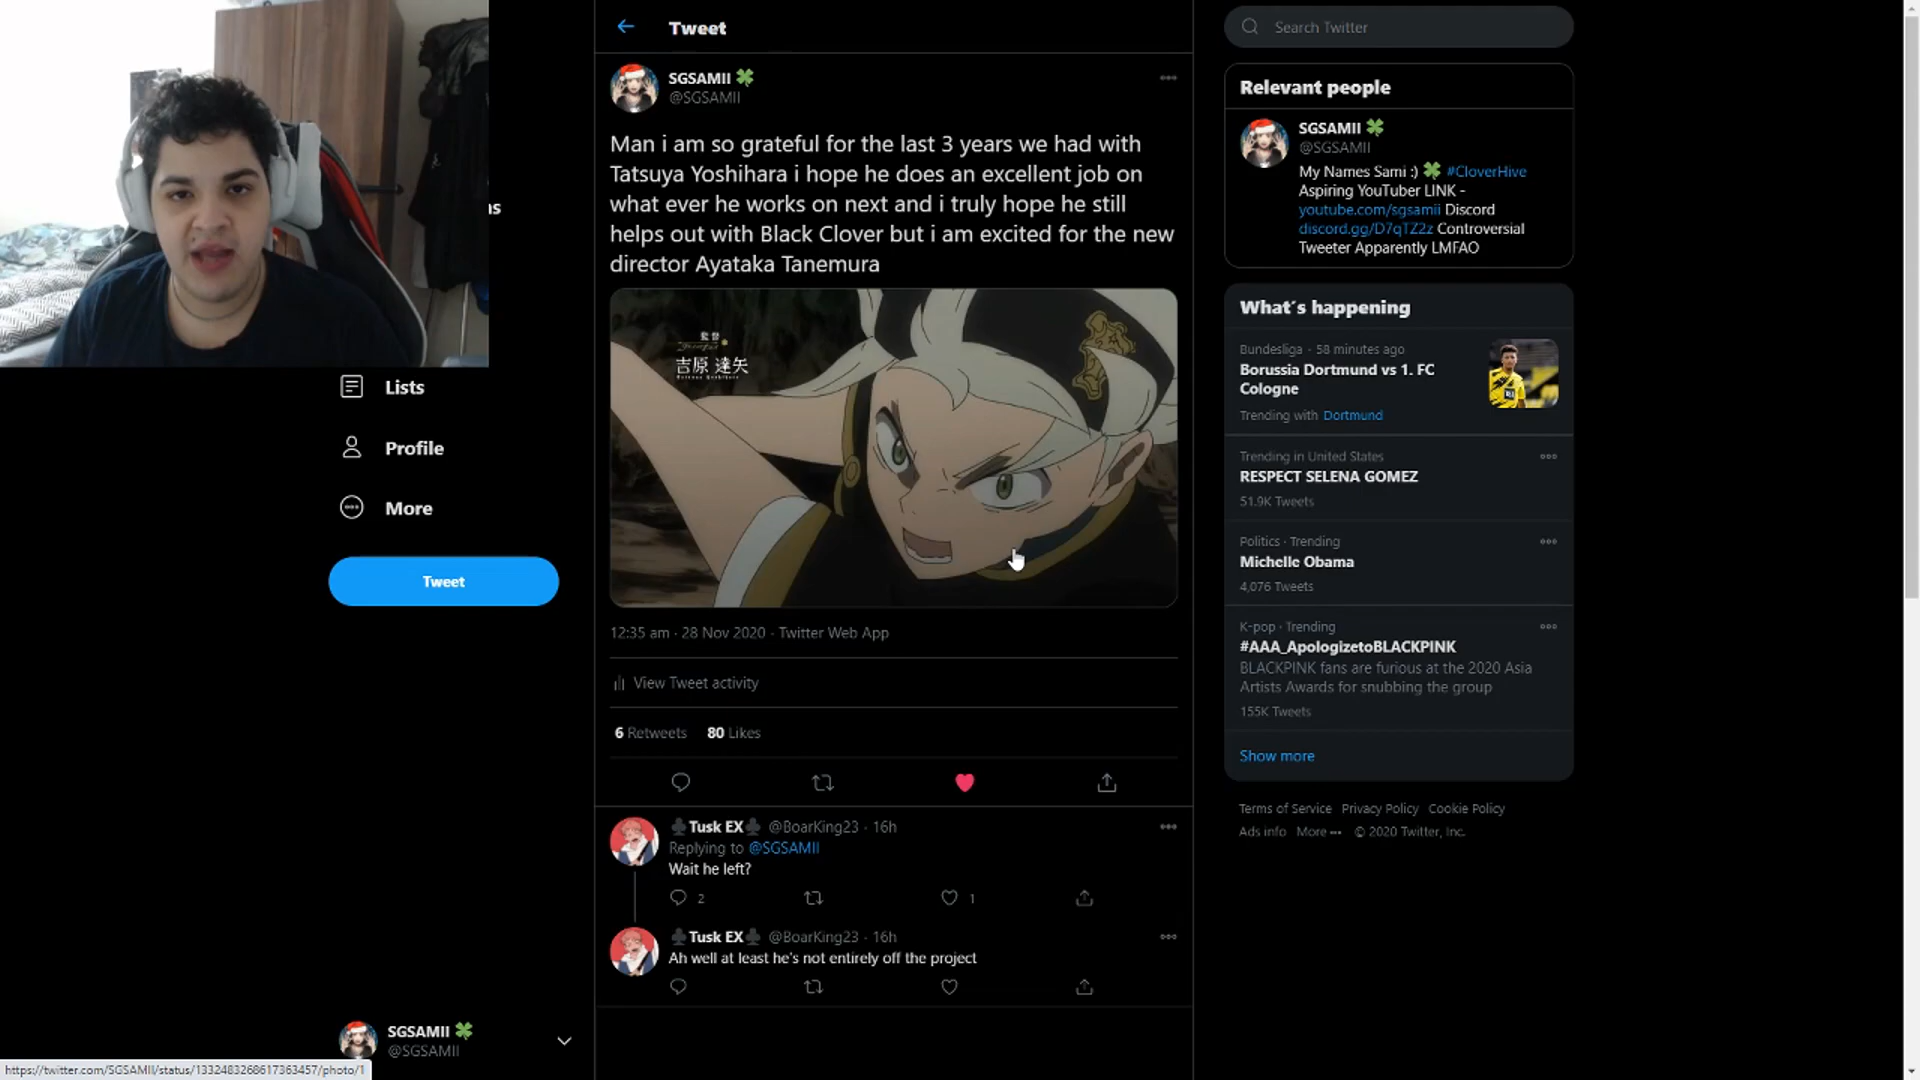 Tweet
SGSAMII 🍀
@SGSAMII
Man i am so grateful for the last 3 years we had with
Tatsuya Yoshihara i hope he does an excellent job on
what ever he works on next and i truly hope he still
helps out with Black Clover but i am excited for the new
director Ayataka Tanemura
監督
吉原 達矢
12:35 am · 28 Nov 2020 · Twitter Web App
View Tweet activity
6 Retweets 80 Likes
♣Tusk EX♣ @BoarKing23 · 16h
Replying to @SGSAMII
Wait he left?
2
1
♣Tusk EX♣ @BoarKing23 · 16h
Ah well at least he's not entirely off the project
ns
Lists
Profile
More
Tweet
SGSAMII 🍀
@SGSAMII
https://twitter.com/SGSAMII/status/1332483268617363457/photo/1
Search Twitter
Relevant people
SGSAMII 🍀
@SGSAMII
My Names Sami :) 🍀 #CloverHive
Aspiring YouTuber LINK -
youtube.com/sgsamii Discord
discord.gg/D7qTZ2z Controversial
Tweeter Apparently LMFAO
What's happening
Bundesliga · 58 minutes ago
Borussia Dortmund vs 1. FC
Cologne
Trending with Dortmund
Trending in United States
RESPECT SELENA GOMEZ
51.9K Tweets
Politics · Trending
Michelle Obama
4,076 Tweets
K-pop · Trending
#AAA_ApologizetoBLACKPINK
BLACKPINK fans are furious at the 2020 Asia
Artists Awards for snubbing the group
155K Tweets
Show more
Terms of Service Privacy Policy Cookie Policy
Ads info More ··· © 2020 Twitter, Inc.